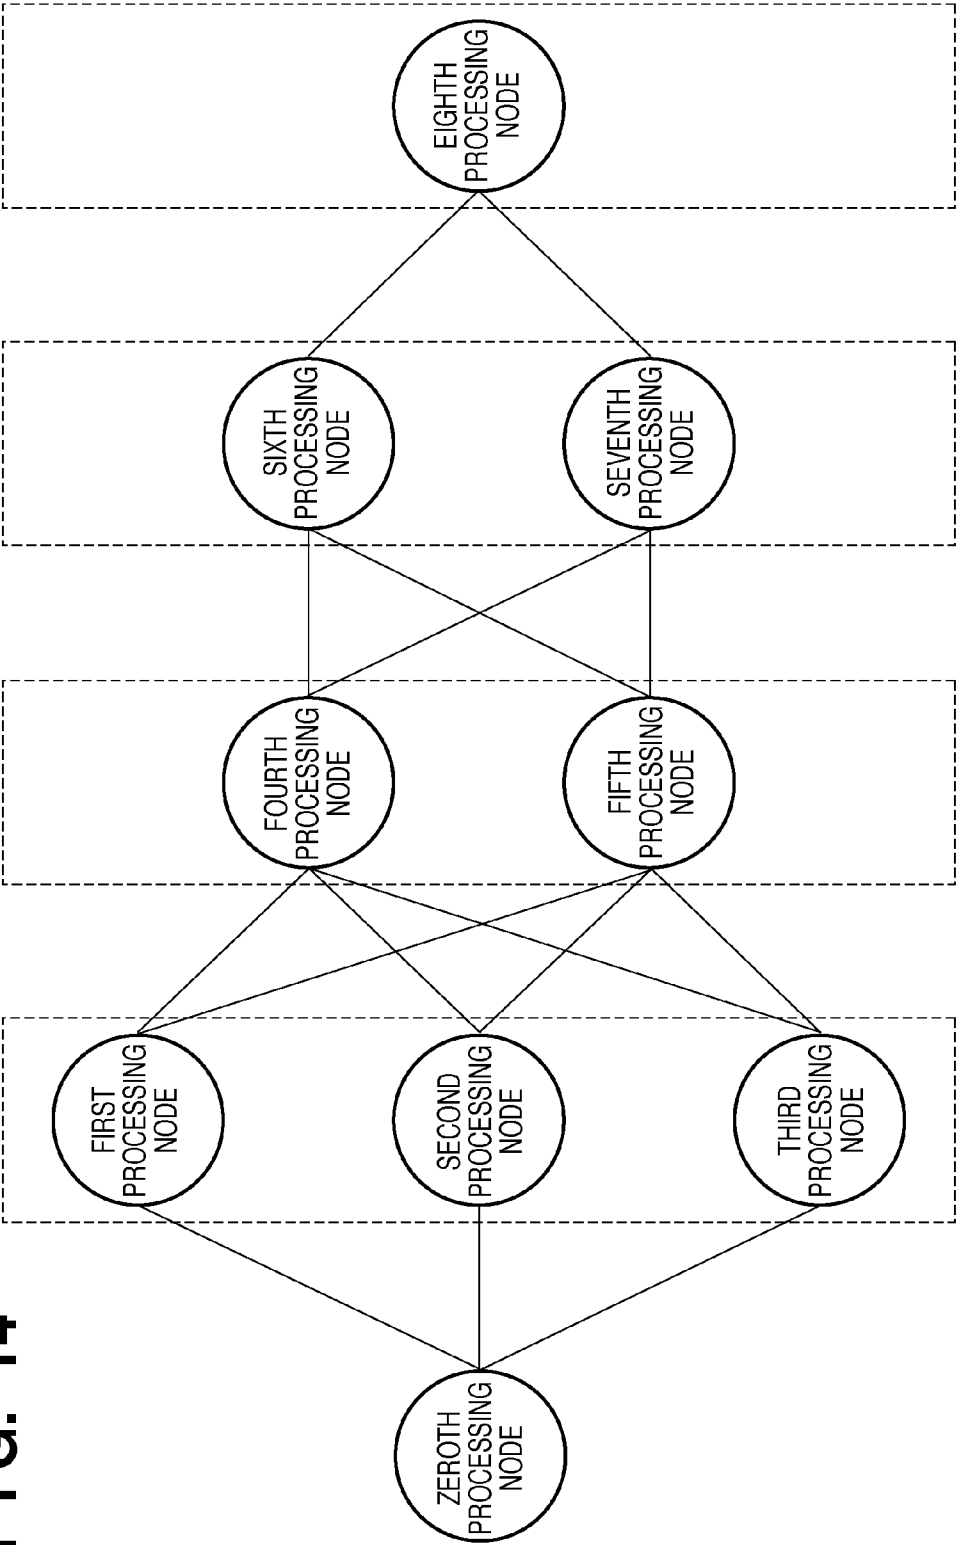 EIGHTH
PROCESSING
NODE
SIXTH
PROCESSING
NODE
SEVENTH
PROCESSING
NODE
FOURTH
PROCESSING
NODE
FIFTH
PROCESSING
NODE
FIRST
PROCESSING
NODE
SECOND
PROCESSING
NODE
THIRD
PROCESSING
NODE
ZEROTH
PROCESSING
NODE